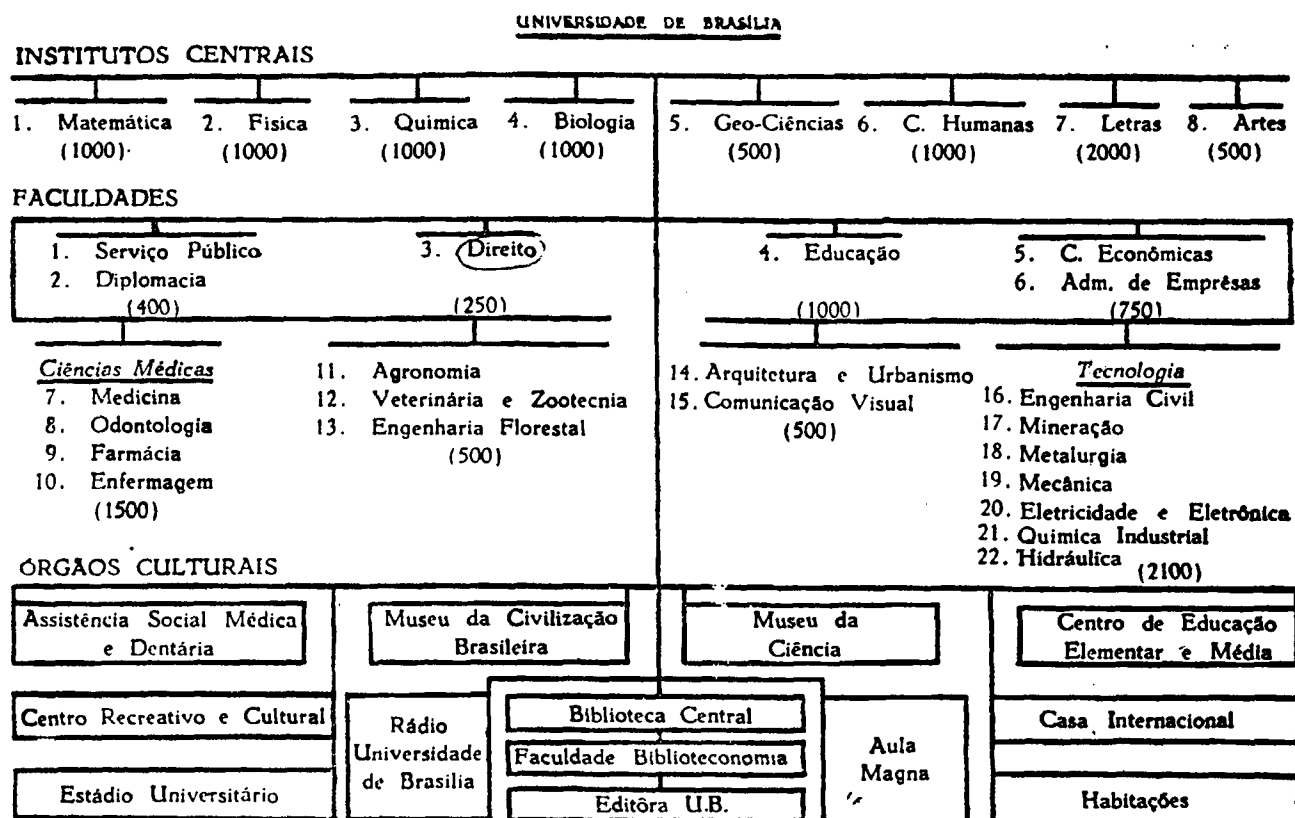 UNIVERSIDADE DE BRASÍLIA
INSTITUTOS CENTRAIS
1. Matemática
(1000)
2. Fisica
(1000)
3. Quimica
(1000)
4. Biologia
(1000)
5. Geo-Ciências
(500)
6. C. Humanas
(1000)
7. Letras
(2000)
8. Artes
(500)
FACULDADES
1. Serviço Público
2. Diplomacia
(400)
3. Direito
(250)
4. Educação
(1000)
5. C. Econômicas
6. Adm. de Emprêsas
(750)
Ciências Médicas
7. Medicina
8. Odontologia
9. Farmácia
10. Enfermagem
(1500)
11. Agronomia
12. Veterinária e Zootecnia
13. Engenharia Florestal
(500)
14. Arquitetura e Urbanismo
15. Comunicação Visual
(500)
Tecnologia
16. Engenharia Civil
17. Mineração
18. Metalurgia
19. Mecânica
20. Eletricidade e Eletrônica
21. Quimica Industrial
22. Hidráulica
(2100)
ÓRGÃOS CULTURAIS
Assistência Social Médica
e Dentária
Museu da Civilização
Brasileira
Museu da
Ciência
Centro de Educação
Elementar e Média
Centro Recreativo e Cultural
Estádio Universitário
Rádio
Universidade
de Brasilia
Biblioteca Central
Faculdade Biblioteconomia
Editôra U.B.
Aula
Magna
Casa Internacional
Habitações